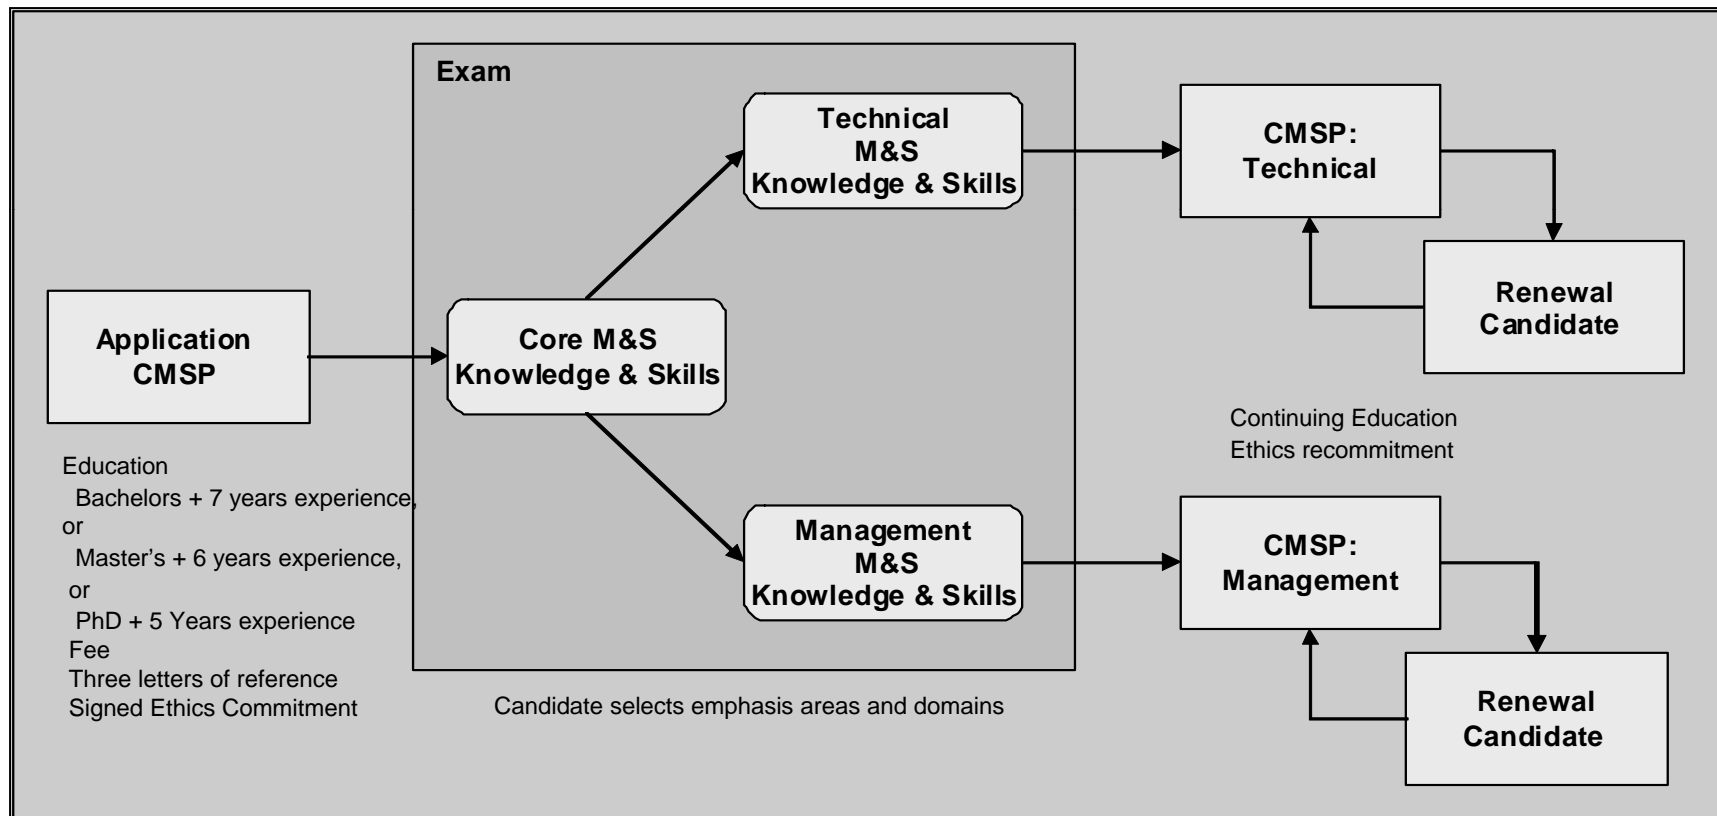 Exam
Technical
M&S
Knowledge & Skills
CMSP:
Technical
Renewal
Candidate
Application
CMSP
Core M&S
Knowledge & Skills
Continuing Education
Ethics recommitment
Education
Bachelors + 7 years experience,
or
Master's + 6 years experience,
or
PhD + 5 Years experience
Fee
Three letters of reference
Signed Ethics Commitment
Management
M&S
Knowledge & Skills
CMSP:
Management
Renewal
Candidate
Candidate selects emphasis areas and domains